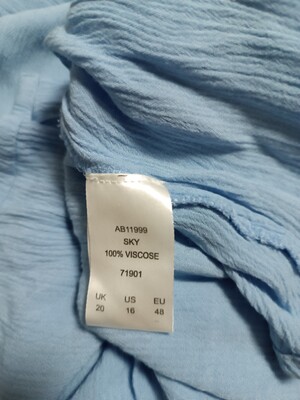 AB11999
SKY
100% VISCOSE
71901
UK US EU
20 16 48